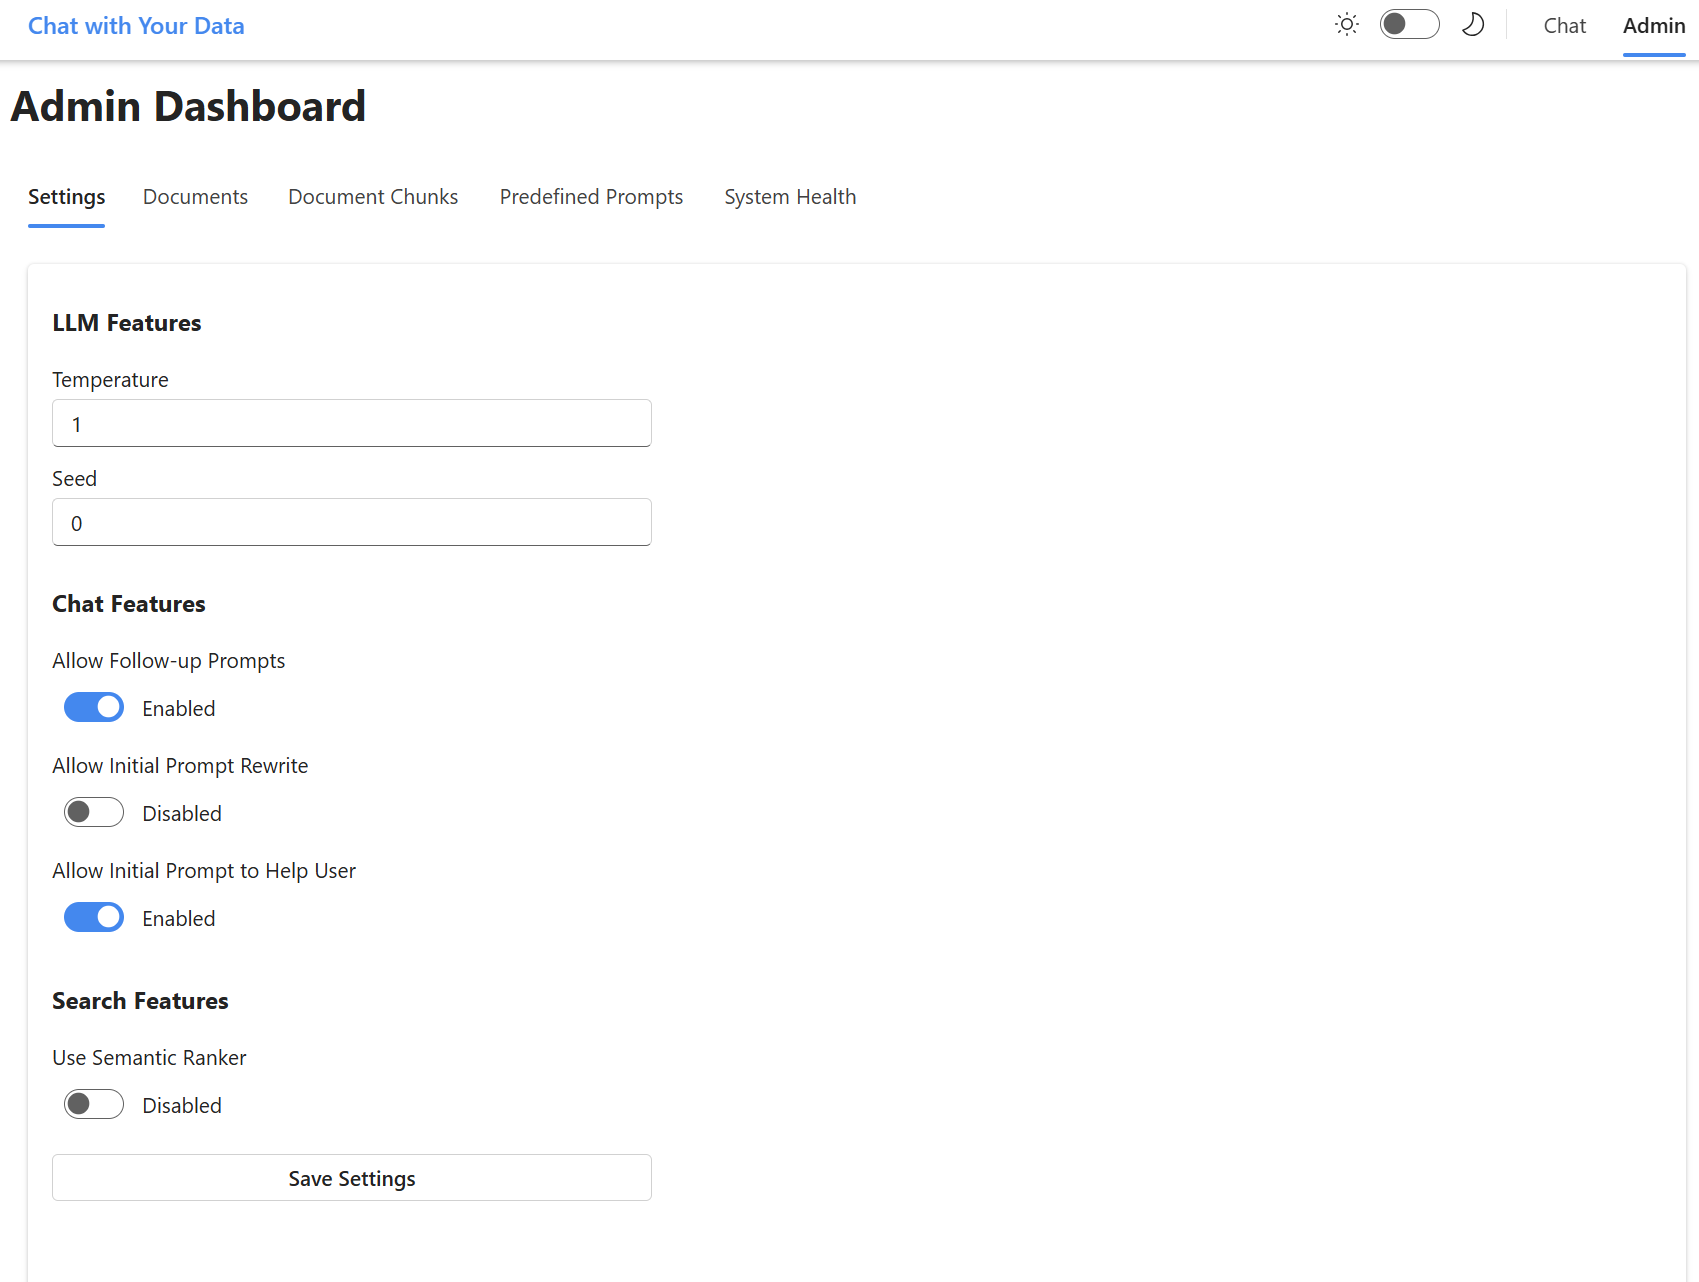 Chat with Your Data
Chat
Admin
Admin Dashboard
Settings
Documents
Document Chunks
Predefined Prompts
System Health
LLM Features
Temperature
1
Seed
0
Chat Features
Allow Follow-up Prompts
Enabled
Allow Initial Prompt Rewrite
Disabled
Allow Initial Prompt to Help User
Enabled
Search Features
Use Semantic Ranker
Disabled
Save Settings